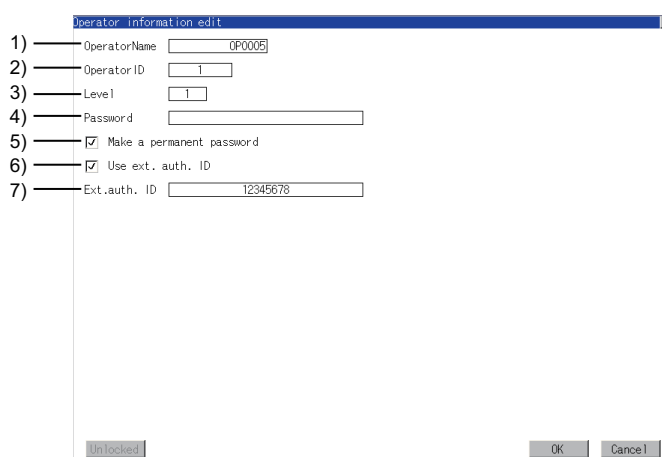 Operator information edit
1) OperatorName 0P0005
2) OperatorID 1
3) Level 1
4) Password
5) Make a permanent password
6) Use ext. auth. ID
7) Ext.auth. ID 12345678
Unlocked OK Cancel